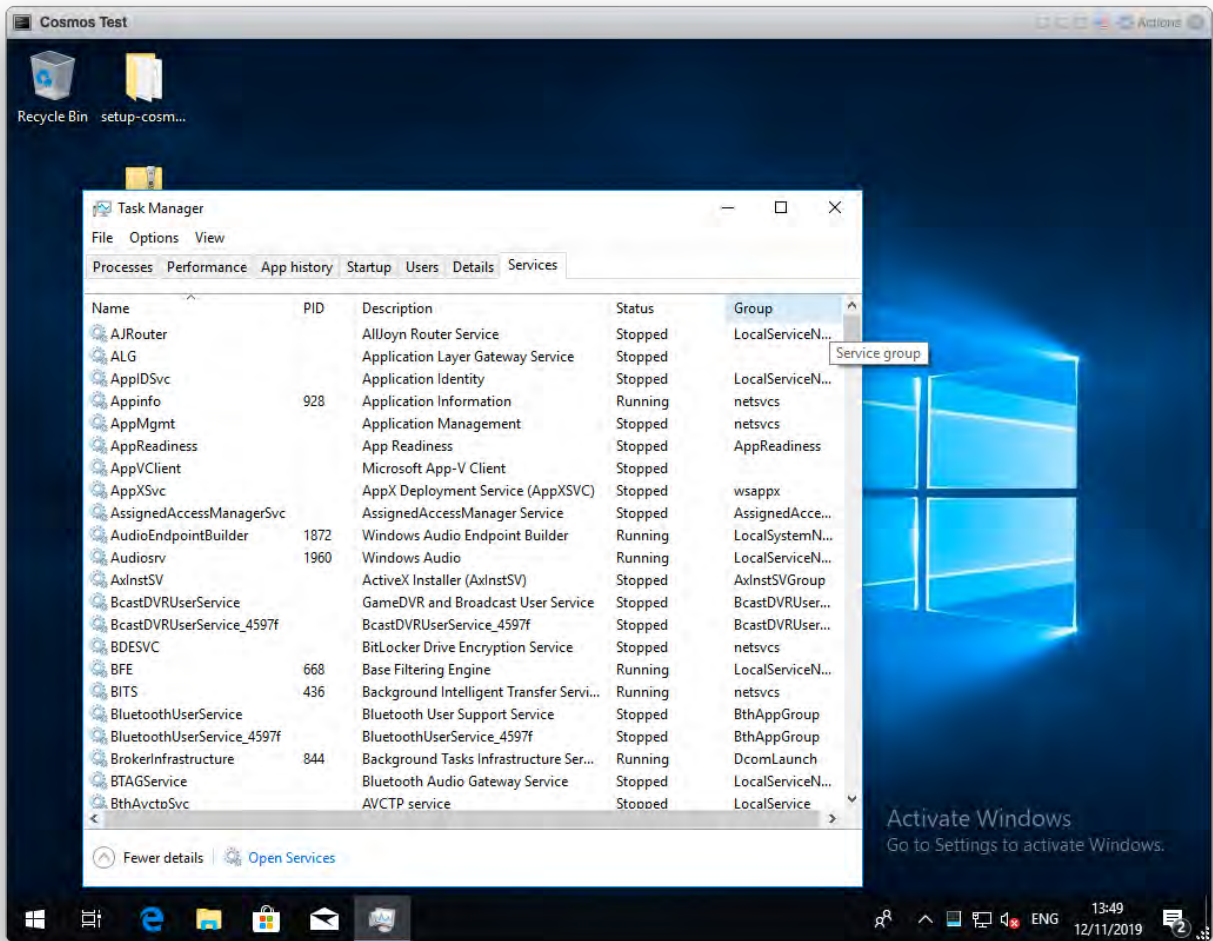 Cosmos Test
Actions
Recycle Bin setup-cosm...
Task Manager
File Options View
Processes Performance App history Startup Users Details Services
Name PID Description Status Group
AJRouter AllJoyn Router Service Stopped LocalServiceN...
Service group
ALG Application Layer Gateway Service Stopped
AppIDSvc Application Identity Stopped LocalServiceN...
Appinfo 928 Application Information Running netsvcs
AppMgmt Application Management Stopped netsvcs
AppReadiness App Readiness Stopped AppReadiness
AppVClient Microsoft App-V Client Stopped
AppXSvc AppX Deployment Service (AppXSVC) Stopped wsappx
AssignedAccessManagerSvc AssignedAccessManager Service Stopped AssignedAcce...
AudioEndpointBuilder 1872 Windows Audio Endpoint Builder Running LocalSystemN...
Audiosrv 1960 Windows Audio Running LocalServiceN...
AxInstSV ActiveX Installer (AxInstSV) Stopped AxInstSVGroup
BcastDVRUserService GameDVR and Broadcast User Service Stopped BcastDVRUser...
BcastDVRUserService_4597f BcastDVRUserService_4597f Stopped BcastDVRUser...
BDESVC BitLocker Drive Encryption Service Stopped netsvcs
BFE 668 Base Filtering Engine Running LocalServiceN...
BITS 436 Background Intelligent Transfer Servi... Running netsvcs
BluetoothUserService Bluetooth User Support Service Stopped BthAppGroup
BluetoothUserService_4597f BluetoothUserService_4597f Stopped BthAppGroup
BrokerInfrastructure 844 Background Tasks Infrastructure Ser... Running DcomLaunch
BTAGService Bluetooth Audio Gateway Service Stopped LocalServiceN...
BthAvctpSvc AVCTP service Stopped LocalService
Fewer details Open Services
Activate Windows
Go to Settings to activate Windows.
ENG 13:49
12/11/2019
2